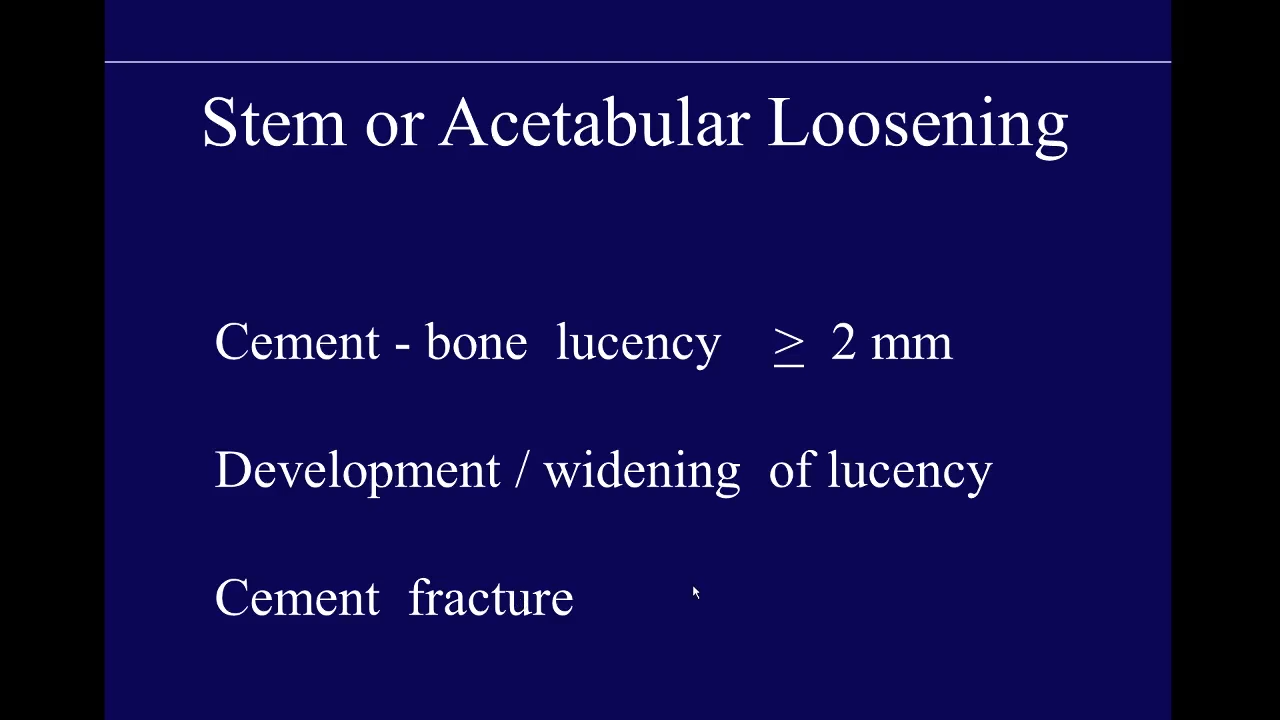 Stem or Acetabular Loosening
Cement - bone lucency ≥ 2 mm
Development / widening of lucency
Cement fracture